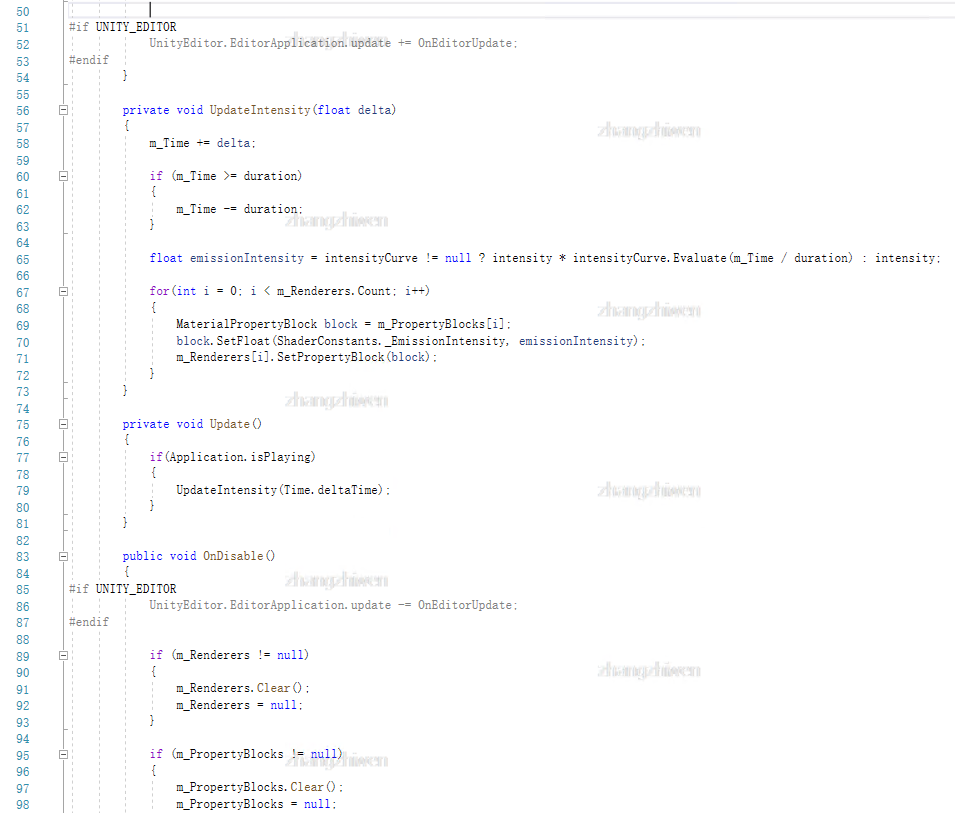 50
51 #if UNITY_EDITOR
52 UnityEditor.EditorApplication.update += OnEditorUpdate;
53 #endif
54 }
55
56 private void UpdateIntensity(float delta)
57 {
58 m_Time += delta;
59
60 if (m_Time >= duration)
61 {
62 m_Time -= duration;
63 }
64
65 float emissionIntensity = intensityCurve != null ? intensity * intensityCurve.Evaluate(m_Time / duration) : intensity;
66
67 for(int i = 0; i < m_Renderers.Count; i++)
68 {
69 MaterialPropertyBlock block = m_PropertyBlocks[i];
70 block.SetFloat(ShaderConstants._EmissionIntensity, emissionIntensity);
71 m_Renderers[i].SetPropertyBlock(block);
72 }
73 }
74
75 private void Update()
76 {
77 if(Application.isPlaying)
78 {
79 UpdateIntensity(Time.deltaTime);
80 }
81 }
82
83 public void OnDisable()
84 {
85 #if UNITY_EDITOR
86 UnityEditor.EditorApplication.update -= OnEditorUpdate;
87 #endif
88
89 if (m_Renderers != null)
90 {
91 m_Renderers.Clear();
92 m_Renderers = null;
93 }
94
95 if (m_PropertyBlocks != null)
96 {
97 m_PropertyBlocks.Clear();
98 m_PropertyBlocks = null;